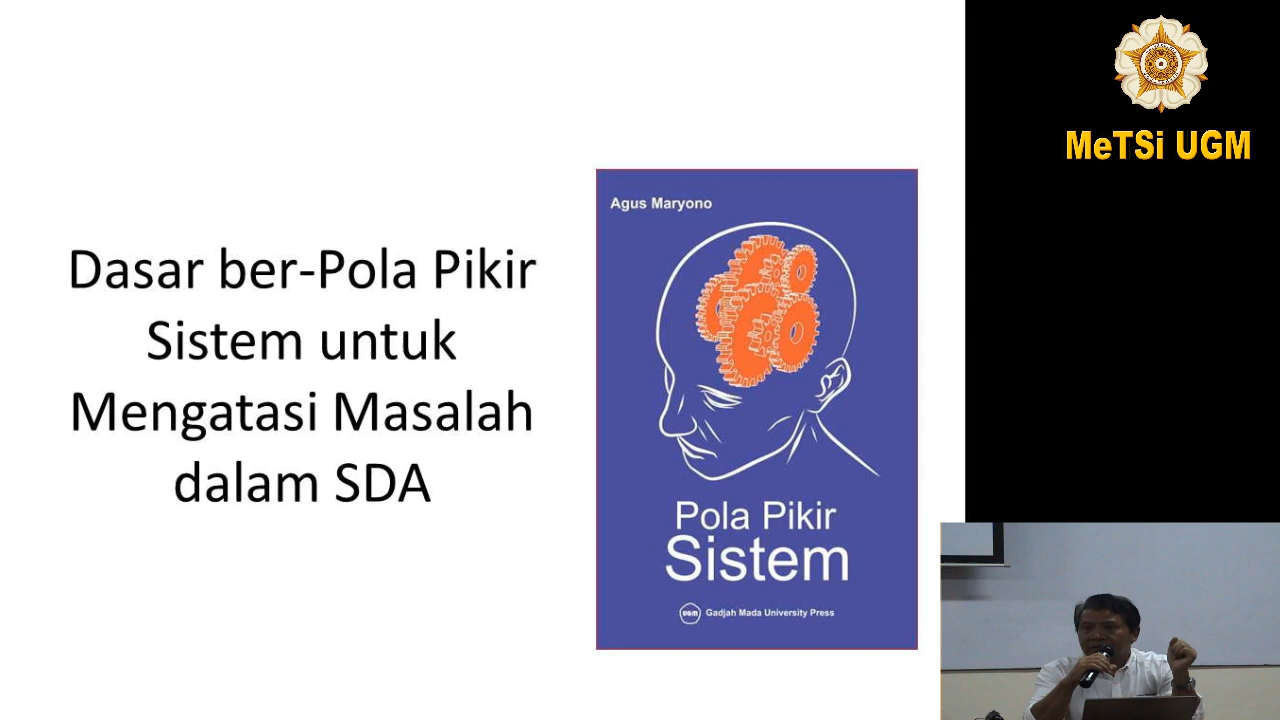 MeTSi UGM
Dasar ber-Pola Pikir
Sistem untuk
Mengatasi Masalah
dalam SDA
Agus Maryono
Pola Pikir
Sistem
UGM
Gadjah Mada University Press